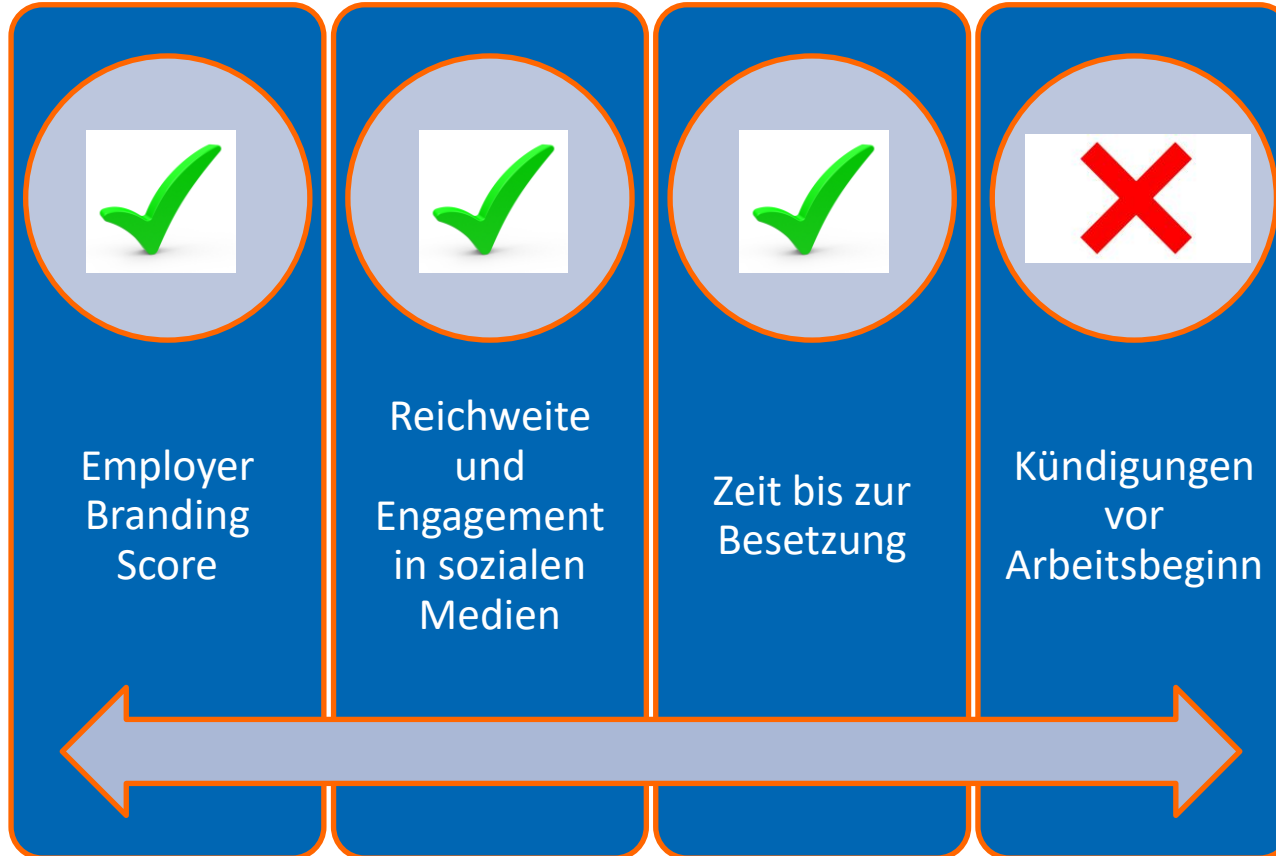 Employer
Branding
Score
Reichweite
und
Engagement
in sozialen
Medien
Zeit bis zur
Besetzung
Kündigungen
vor
Arbeitsbeginn